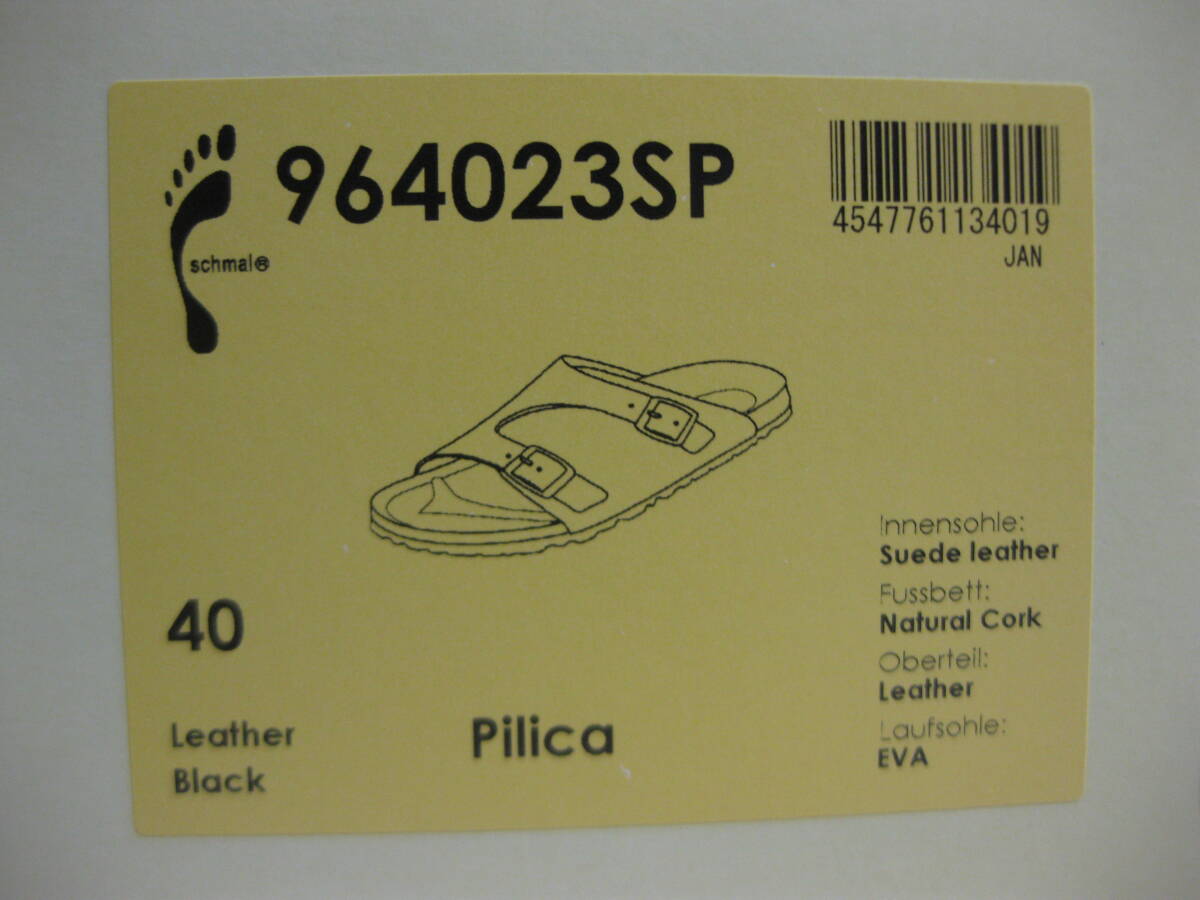 964023SP
schmal®
4547761134019
JAN
40
Leather
Black
Pilica
Innensohle:
Suede leather
Fussbett:
Natural Cork
Oberteil:
Leather
Laufsohle:
EVA